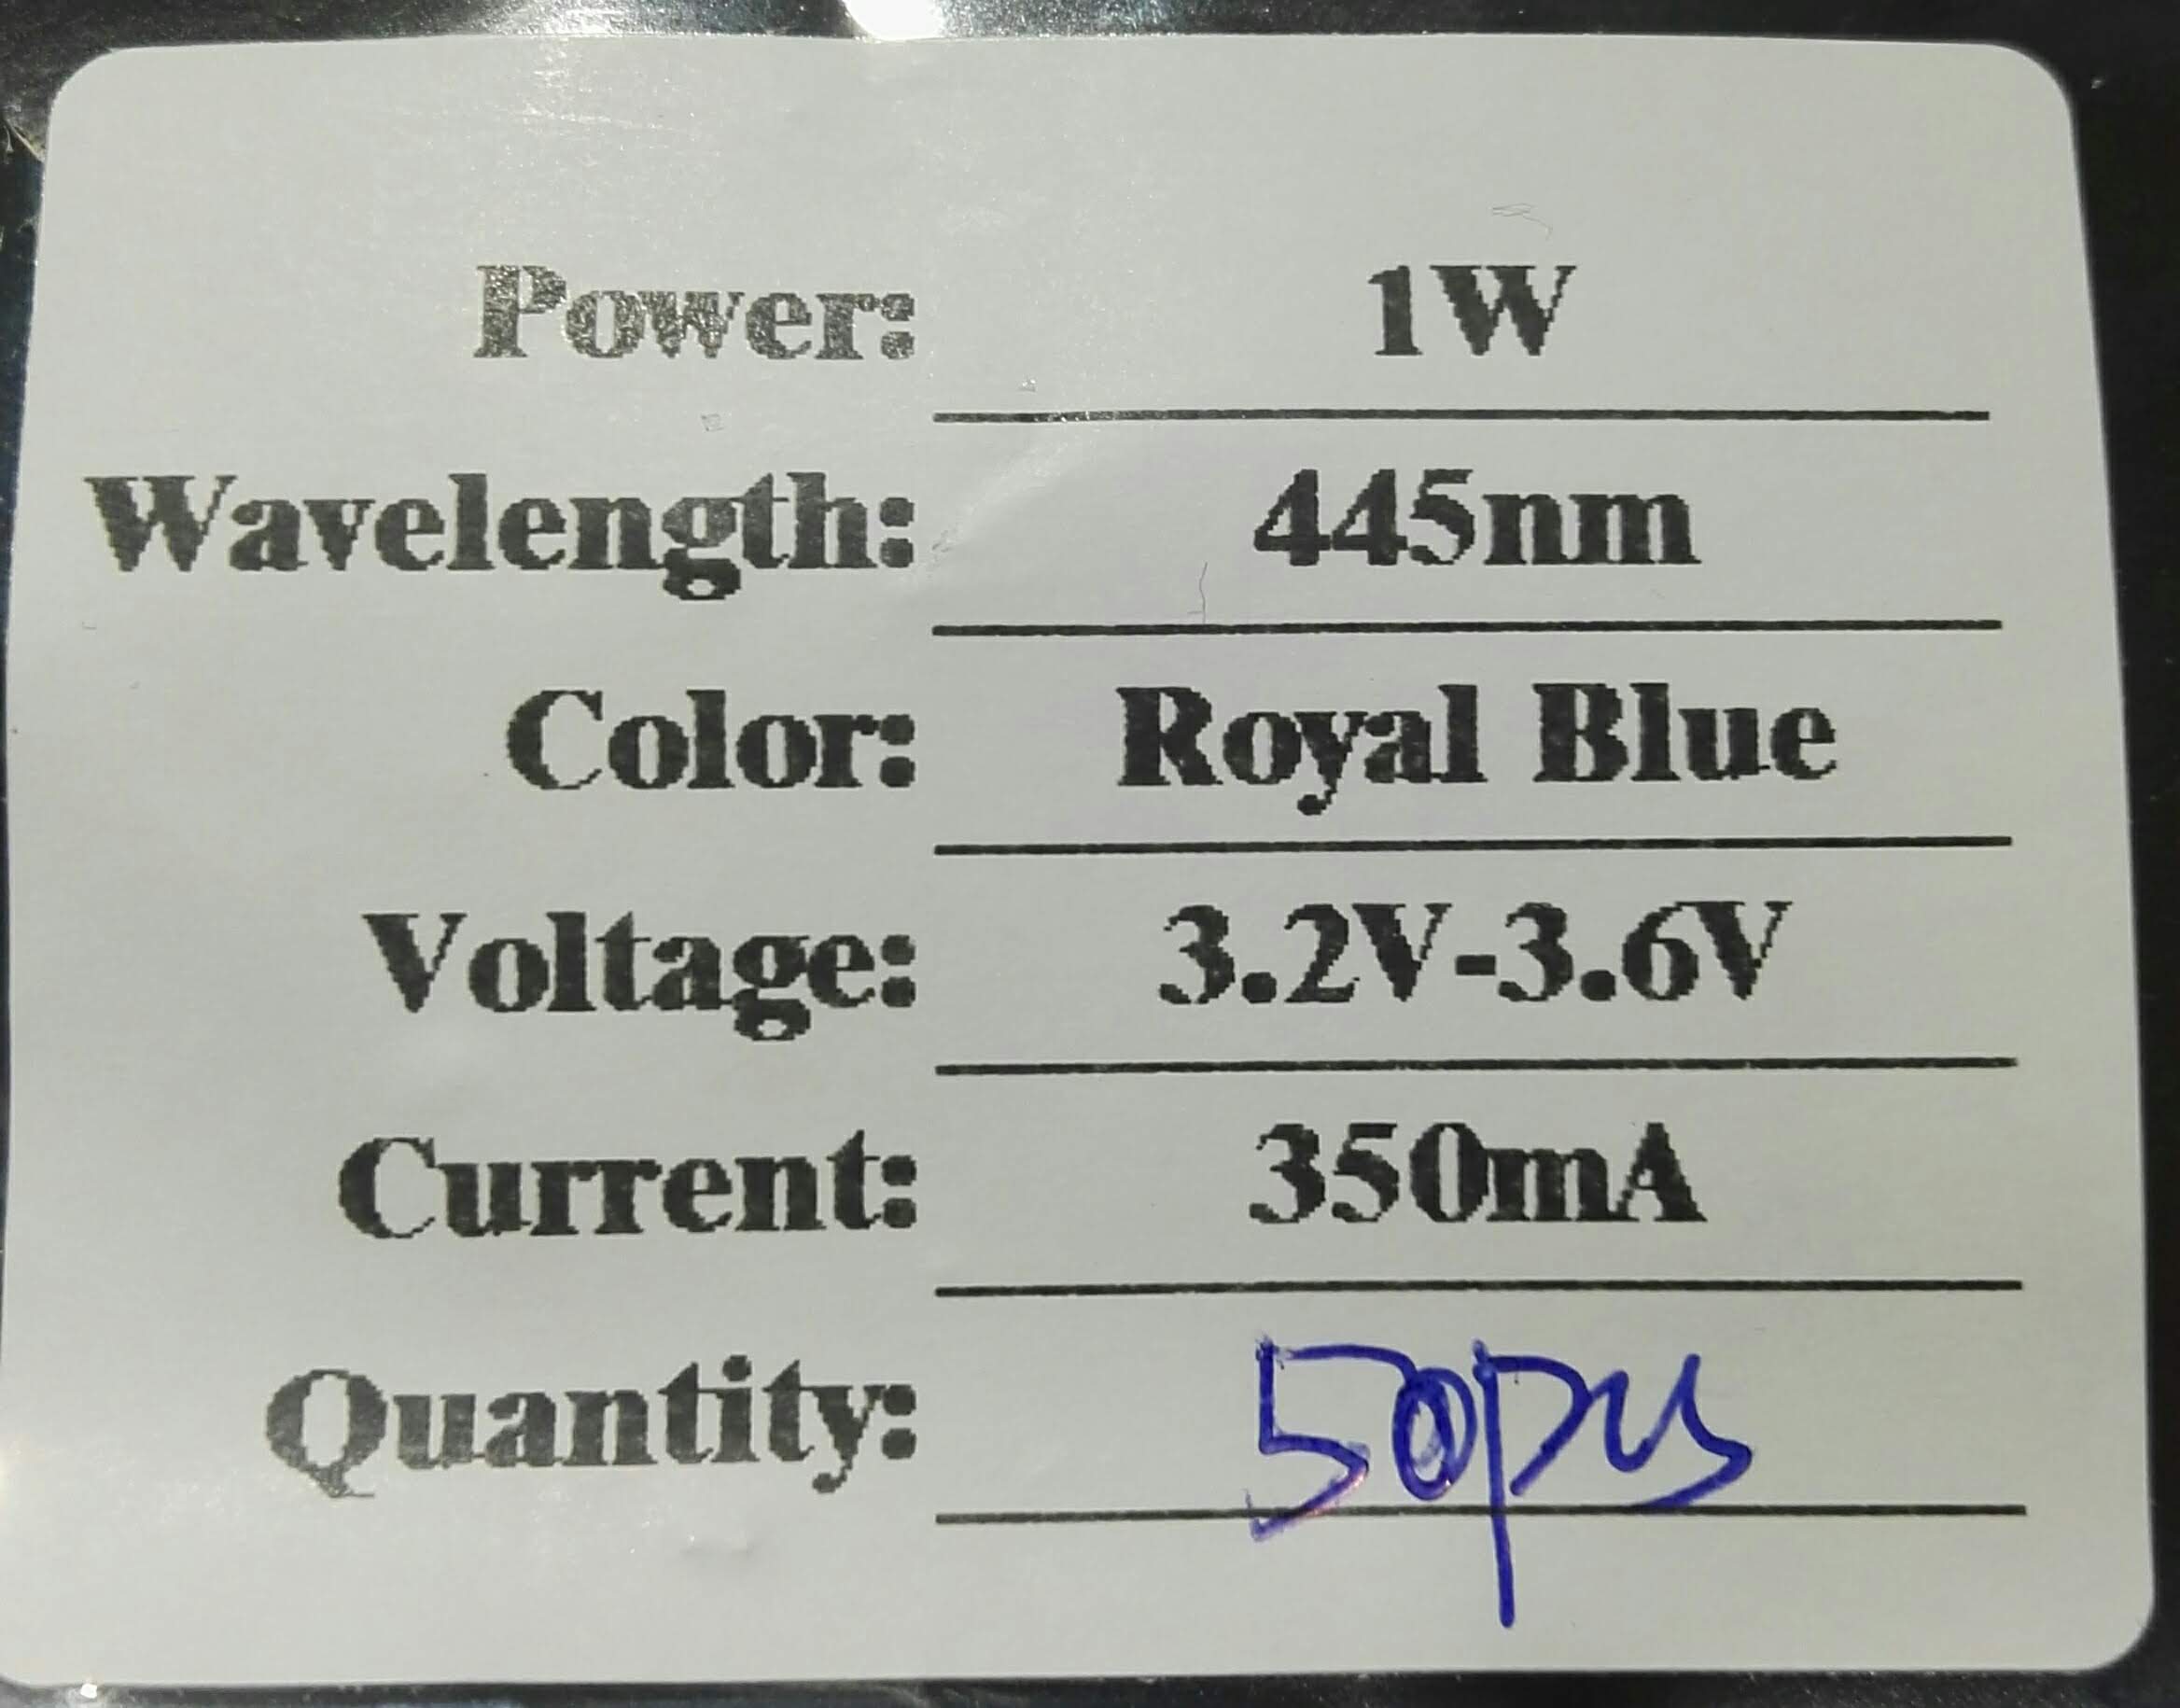 Power: 1W
Wavelength: 445nm
Color: Royal Blue
Voltage: 3.2V-3.6V
Current: 350mA
Quantity: 50pcs